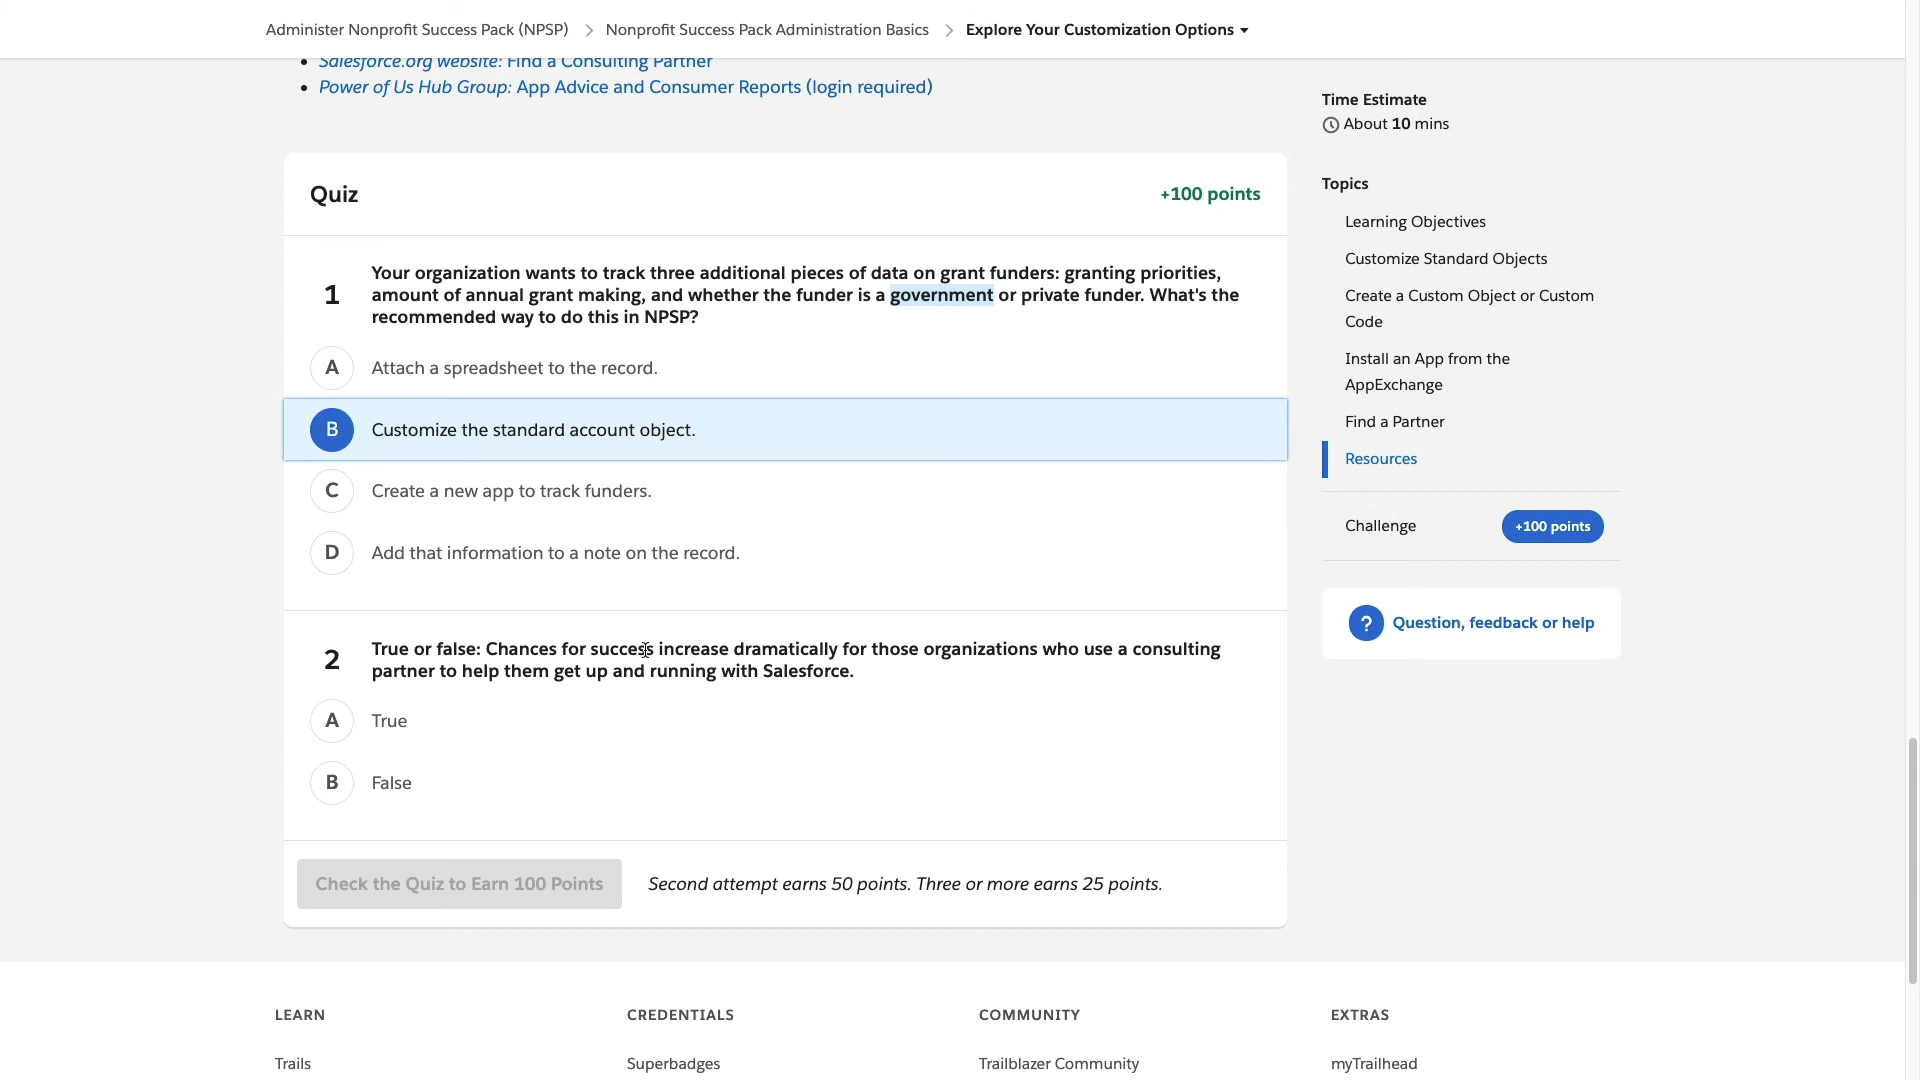 Administer Nonprofit Success Pack (NPSP)
Nonprofit Success Pack Administration Basics
Explore Your Customization Options
Salesforce.org website: Find a Consulting Partner
Power of Us Hub Group: App Advice and Consumer Reports (login required)
Quiz
+100 points
1
Your organization wants to track three additional pieces of data on grant funders: granting priorities,
amount of annual grant making, and whether the funder is a government or private funder. What's the
recommended way to do this in NPSP?
A Attach a spreadsheet to the record.
B Customize the standard account object.
C Create a new app to track funders.
D Add that information to a note on the record.
2
True or false: Chances for success increase dramatically for those organizations who use a consulting
partner to help them get up and running with Salesforce.
A True
B False
Check the Quiz to Earn 100 Points
Second attempt earns 50 points. Three or more earns 25 points.
Time Estimate
About 10 mins
Topics
Learning Objectives
Customize Standard Objects
Create a Custom Object or Custom
Code
Install an App from the
AppExchange
Find a Partner
Resources
Challenge
+100 points
? Question, feedback or help
LEARN
Trails
CREDENTIALS
Superbadges
COMMUNITY
Trailblazer Community
EXTRAS
myTrailhead